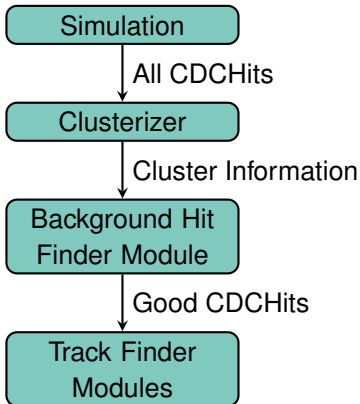 Simulation
All CDCHits
Clusterizer
Cluster Information
Background Hit
Finder Module
Good CDCHits
Track Finder
Modules